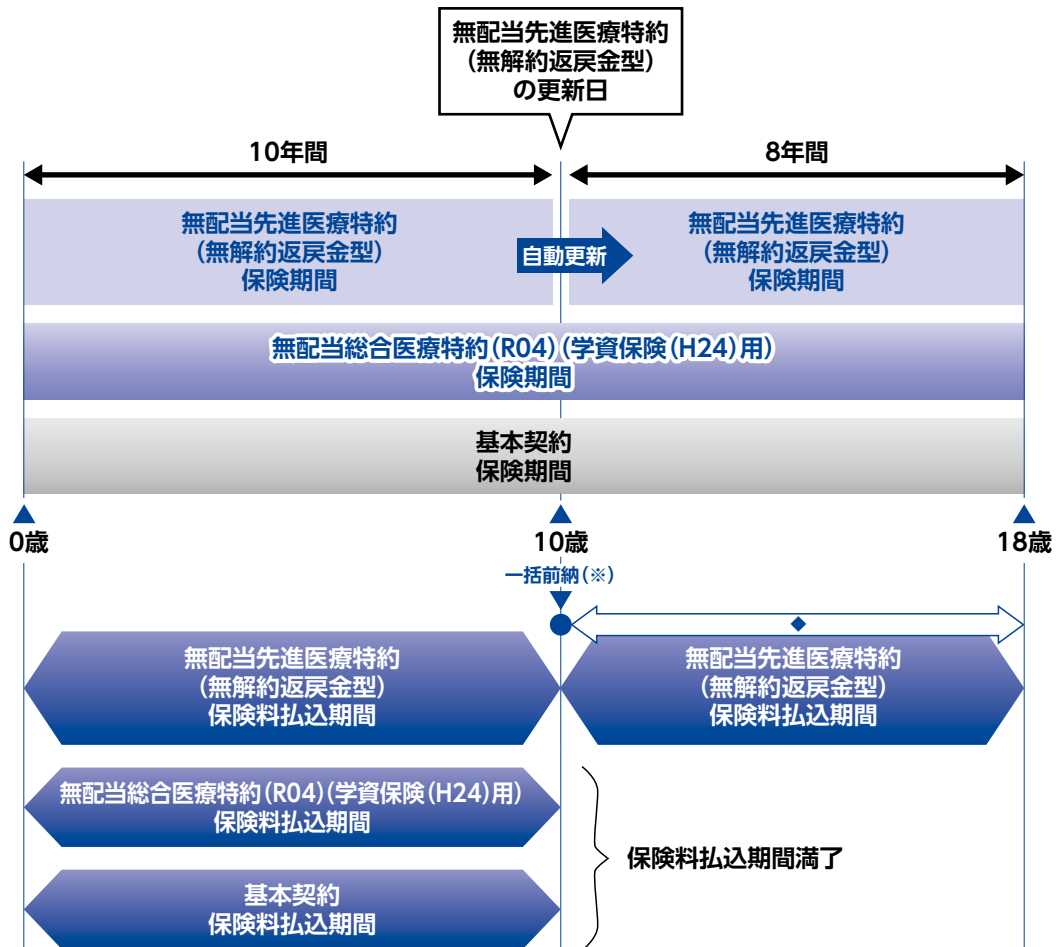 無配当先進医療特約
(無解約返戻金型)
の更新日
10年間
8年間
無配当先進医療特約
(無解約返戻金型)
保険期間
自動更新
無配当先進医療特約
(無解約返戻金型)
保険期間
無配当総合医療特約(R04)(学資保険(H24)用)
保険期間
基本契約
保険期間
0歳
10歳
18歳
一括前納(※)
◆
無配当先進医療特約
(無解約返戻金型)
保険料払込期間
無配当先進医療特約
(無解約返戻金型)
保険料払込期間
無配当総合医療特約(R04)(学資保険(H24)用)
保険料払込期間
保険料払込期間満了
基本契約
保険料払込期間